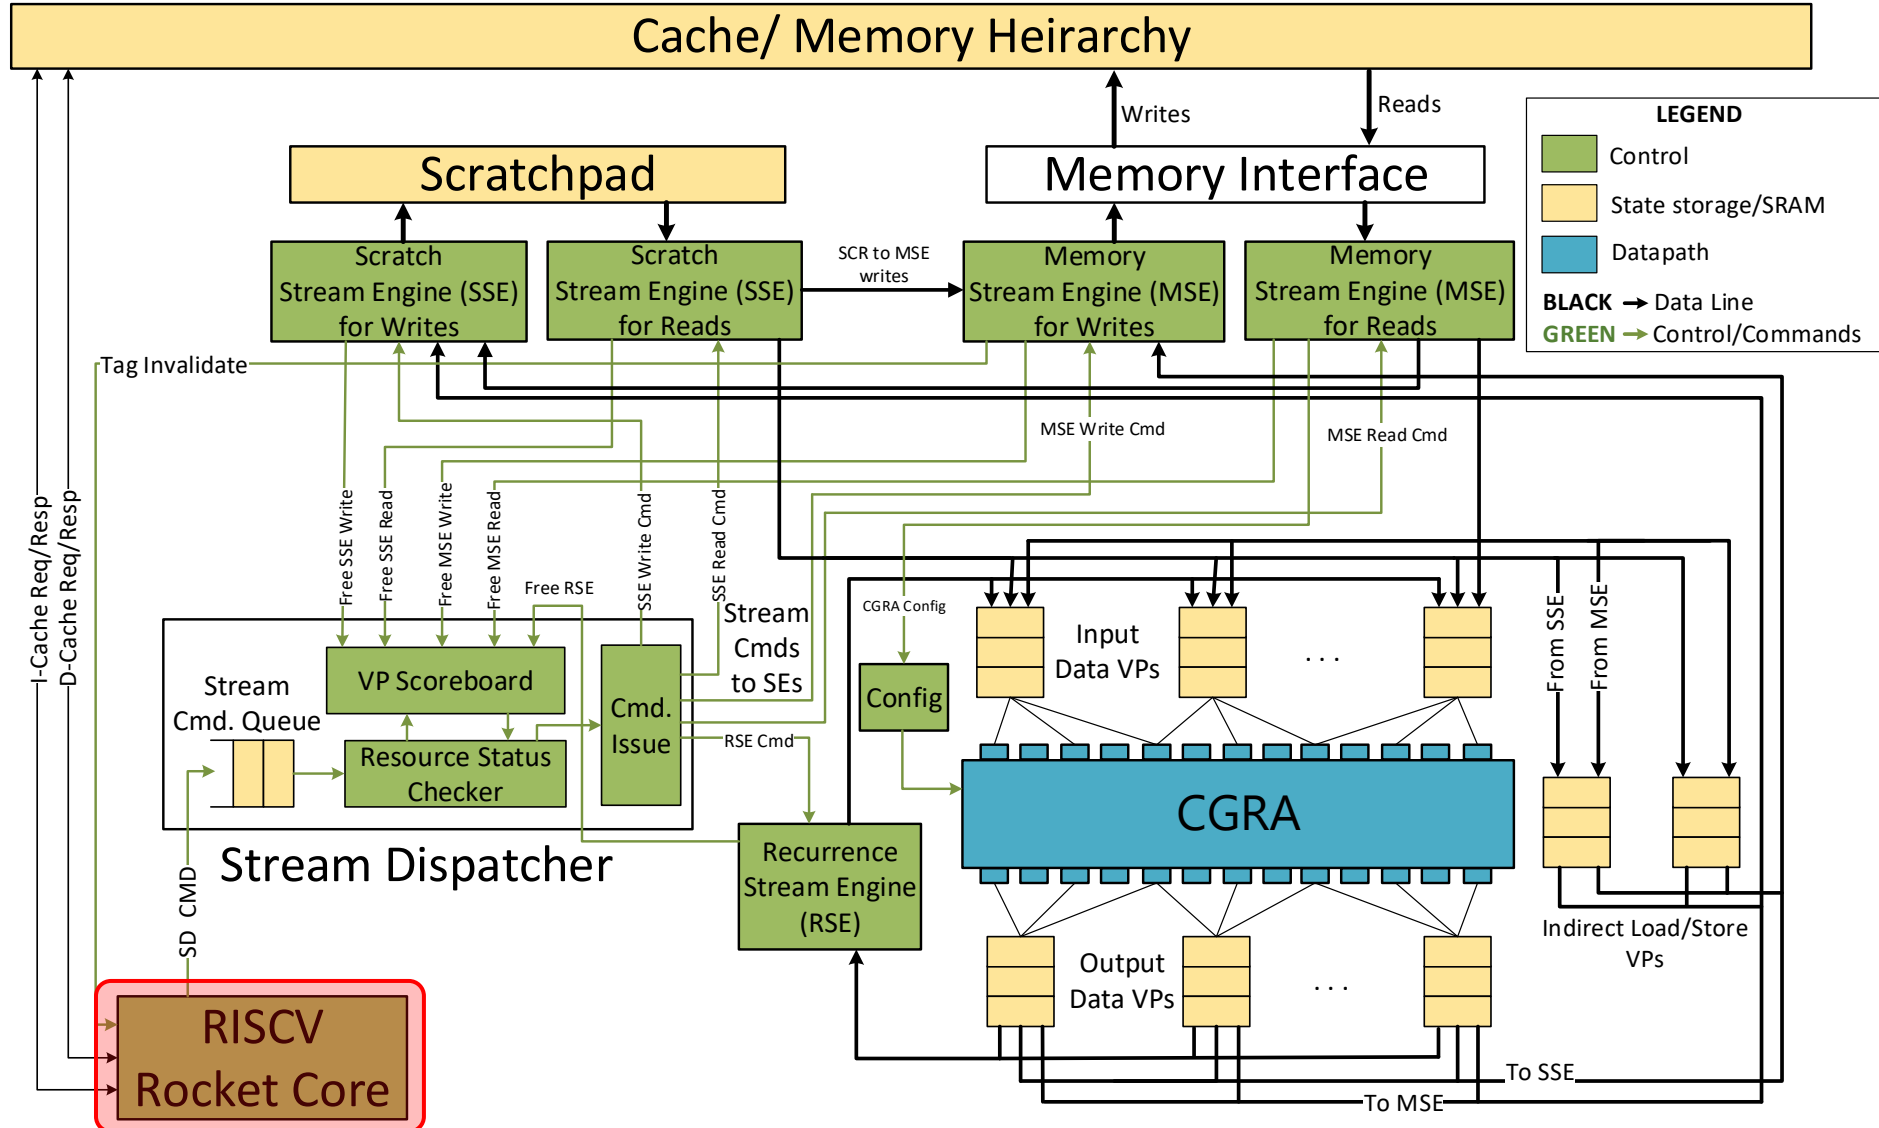 Cache/ Memory Heirarchy
Writes
Reads
LEGEND
Control
State storage/SRAM
Datapath
BLACK Data Line
GREEN Control/Commands
Scratchpad
Memory Interface
Scratch
Stream Engine (SSE)
for Writes
Scratch
Stream Engine (SSE)
for Reads
SCR to MSE
writes
Memory
Stream Engine (MSE)
for Writes
Memory
Stream Engine (MSE)
for Reads
Tag Invalidate
MSE Write Cmd
MSE Read Cmd
I-Cache Req/Resp
D-Cache Req/Resp
Free SSE Write
Free SSE Read
Free MSE Write
Free MSE Read
Free RSE
SSE Write Cmd
SSE Read Cmd
Stream
Cmds
to SEs
CGRA Config
Input
Data VPs
. . .
From SSE
From MSE
VP Scoreboard
Stream
Cmd. Queue
Resource Status
Checker
Cmd.
Issue
RSE Cmd
Config
CGRA
Stream Dispatcher
SD CMD
Recurrence
Stream Engine
(RSE)
Indirect Load/Store
VPs
Output
Data VPs
. . .
RISCV
Rocket Core
To SSE
To MSE